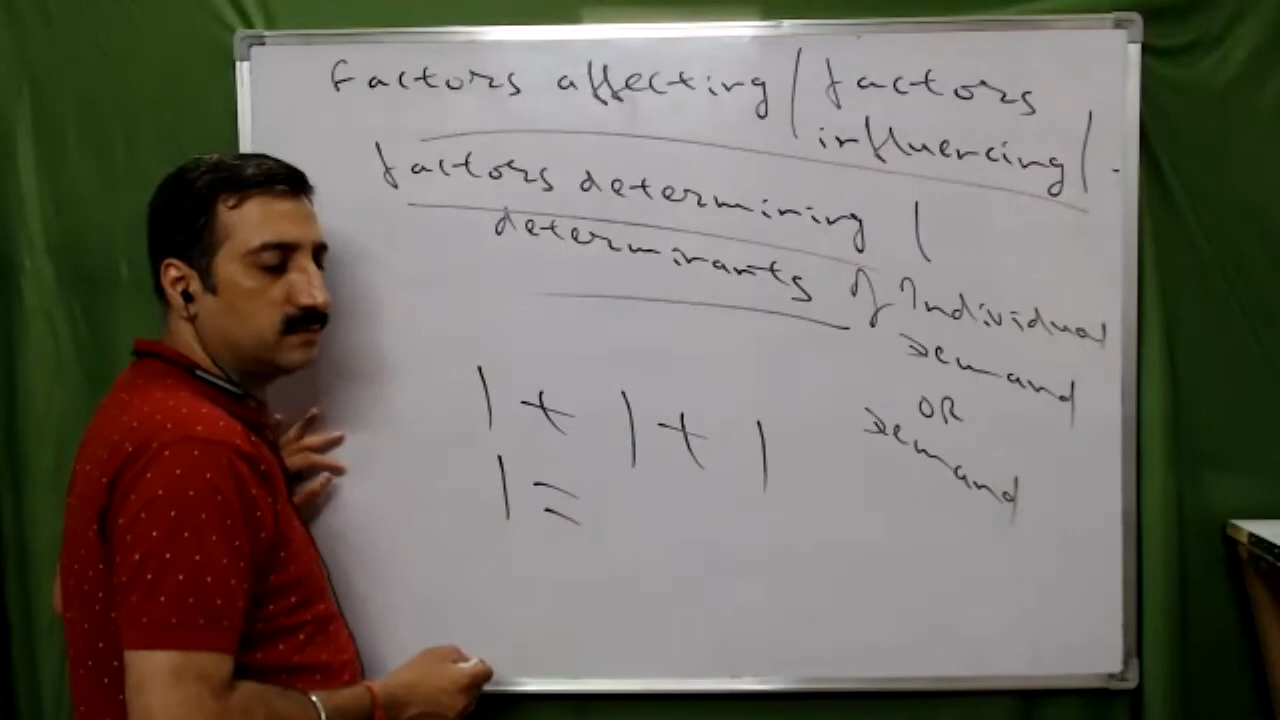 Factors affecting / factors
influencing / .
factors determining /
determinants of Individual
Demand
OR
Demand
1 + 1 + 1
1 =